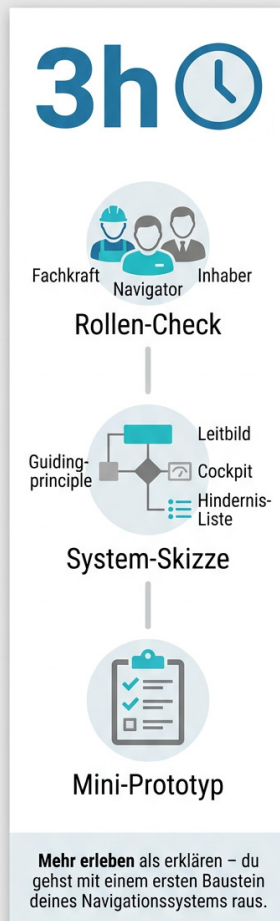 3h
Fachkraft
Navigator
Inhaber
Rollen-Check
Leitbild
Guiding-
principle
Cockpit
Hindernis-
Liste
System-Skizze
Mini-Prototyp
Mehr erleben als erklären – du
gehst mit einem ersten Baustein
deines Navigationssystems raus.